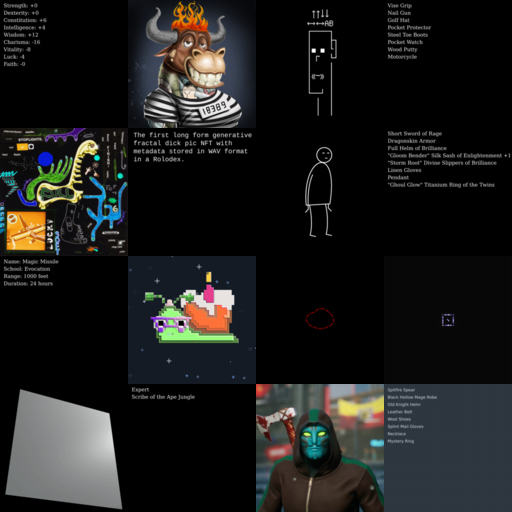 Strength: +0
Dexterity: +0
Constitution: +6
Intelligence: +4
Wisdom: +12
Charisma: -16
Vitality: -8
Luck: -4
Faith: -0
18389
↑↑↓↓
←→←→AB
Vise Grip
Nail Gun
Golf Hat
Pocket Protector
Steel Toe Boots
Pocket Watch
Wood Putty
Motorcycle
STOPLIGHTS
LUCKY
The first long form generative
fractal dick pic NFT with
metadata stored in WAV format
in a Rolodex.
Short Sword of Rage
Dragonskin Armor
Full Helm of Brilliance
"Gloom Bender" Silk Sash of Enlightenment +1
"Storm Root" Divine Slippers of Brilliance
Linen Gloves
Pendant
"Ghoul Glow" Titanium Ring of the Twins
Name: Magic Missile
School: Evocation
Range: 1000 feet
Duration: 24 hours
Expert
Scribe of the Ape Jungle
Spitfire Spear
Black Hollow Mage Robe
Old Knight Helm
Leather Belt
Wool Shoes
Splint Mail Gloves
Necklace
Mystery Ring